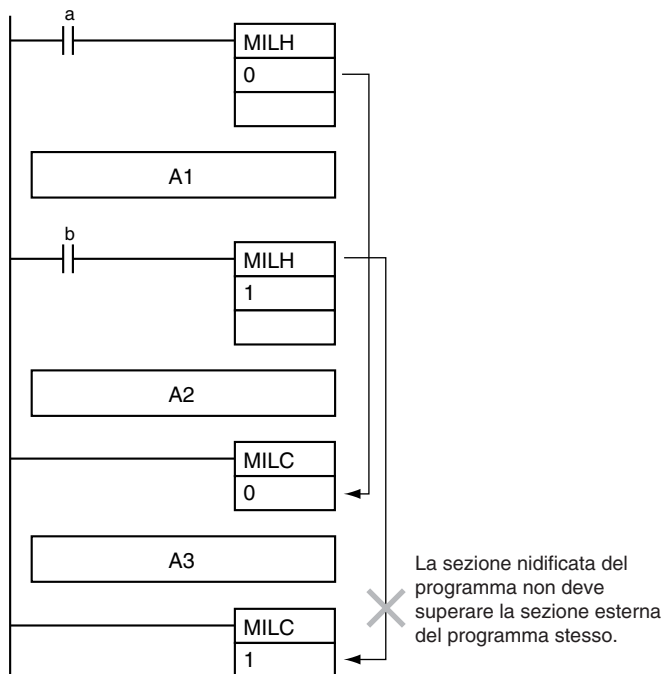 a
MILH
0
A1
b
MILH
1
A2
MILC
0
A3
La sezione nidificata del
programma non deve
superare la sezione esterna
del programma stesso.
MILC
1